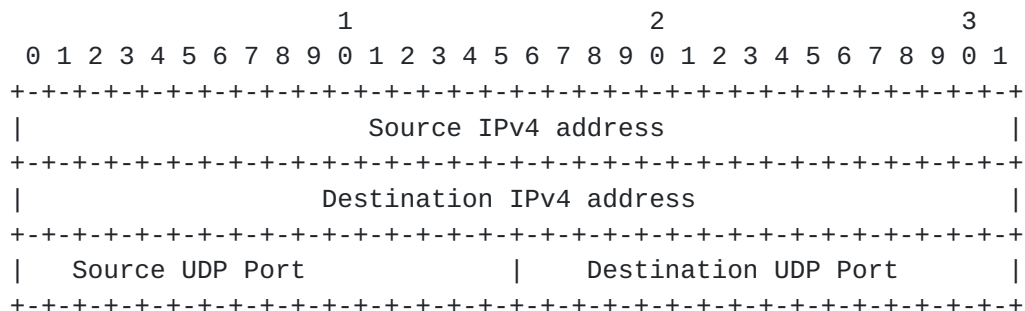 1                   2                   3
 0 1 2 3 4 5 6 7 8 9 0 1 2 3 4 5 6 7 8 9 0 1 2 3 4 5 6 7 8 9 0 1
+-+-+-+-+-+-+-+-+-+-+-+-+-+-+-+-+-+-+-+-+-+-+-+-+-+-+-+-+-+-+-+-+
|                      Source IPv4 address                      |
+-+-+-+-+-+-+-+-+-+-+-+-+-+-+-+-+-+-+-+-+-+-+-+-+-+-+-+-+-+-+-+-+
|                   Destination IPv4 address                    |
+-+-+-+-+-+-+-+-+-+-+-+-+-+-+-+-+-+-+-+-+-+-+-+-+-+-+-+-+-+-+-+-+
|   Source UDP Port             |    Destination UDP Port       |
+-+-+-+-+-+-+-+-+-+-+-+-+-+-+-+-+-+-+-+-+-+-+-+-+-+-+-+-+-+-+-+-+